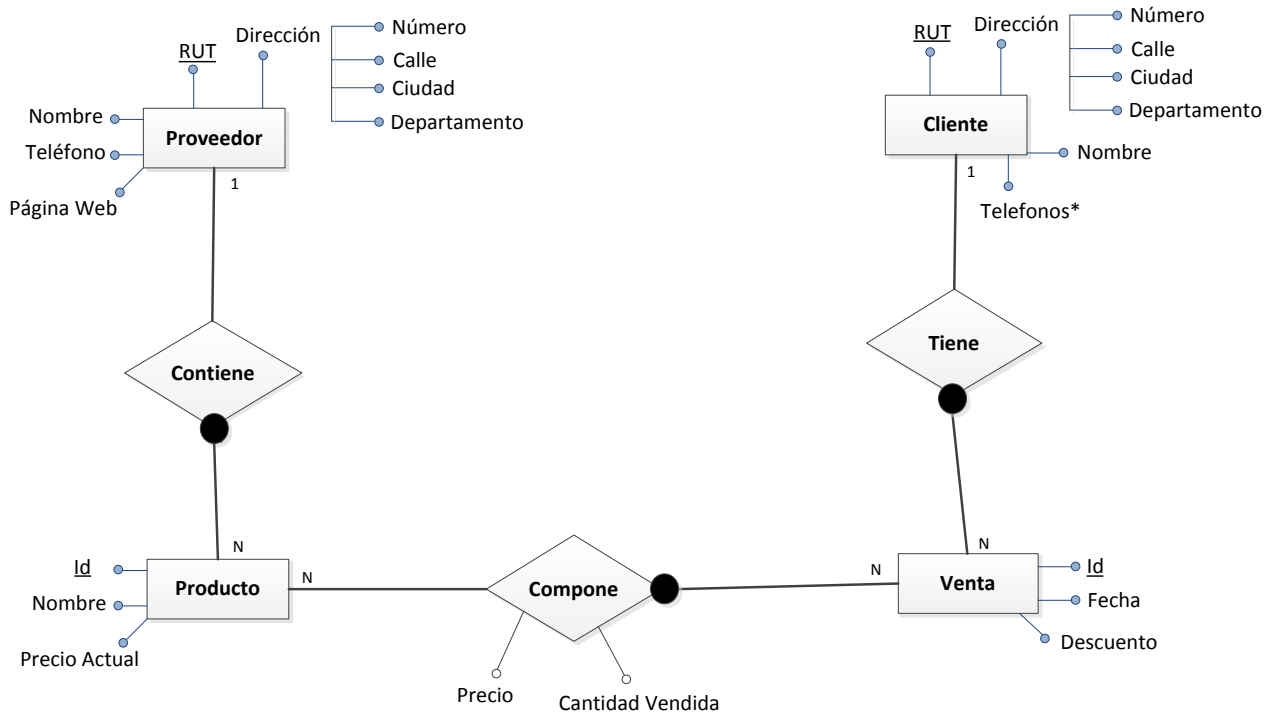 RUT
Dirección
Número
Calle
Ciudad
Departamento
Nombre
Teléfono
Página Web
Proveedor
1
RUT
Dirección
Número
Calle
Ciudad
Departamento
Cliente
Nombre
Telefonos*
1
Contiene
Tiene
N
Id
Nombre
Precio Actual
Producto
N
Compone
Precio
Cantidad Vendida
N
N
Venta
Id
Fecha
Descuento